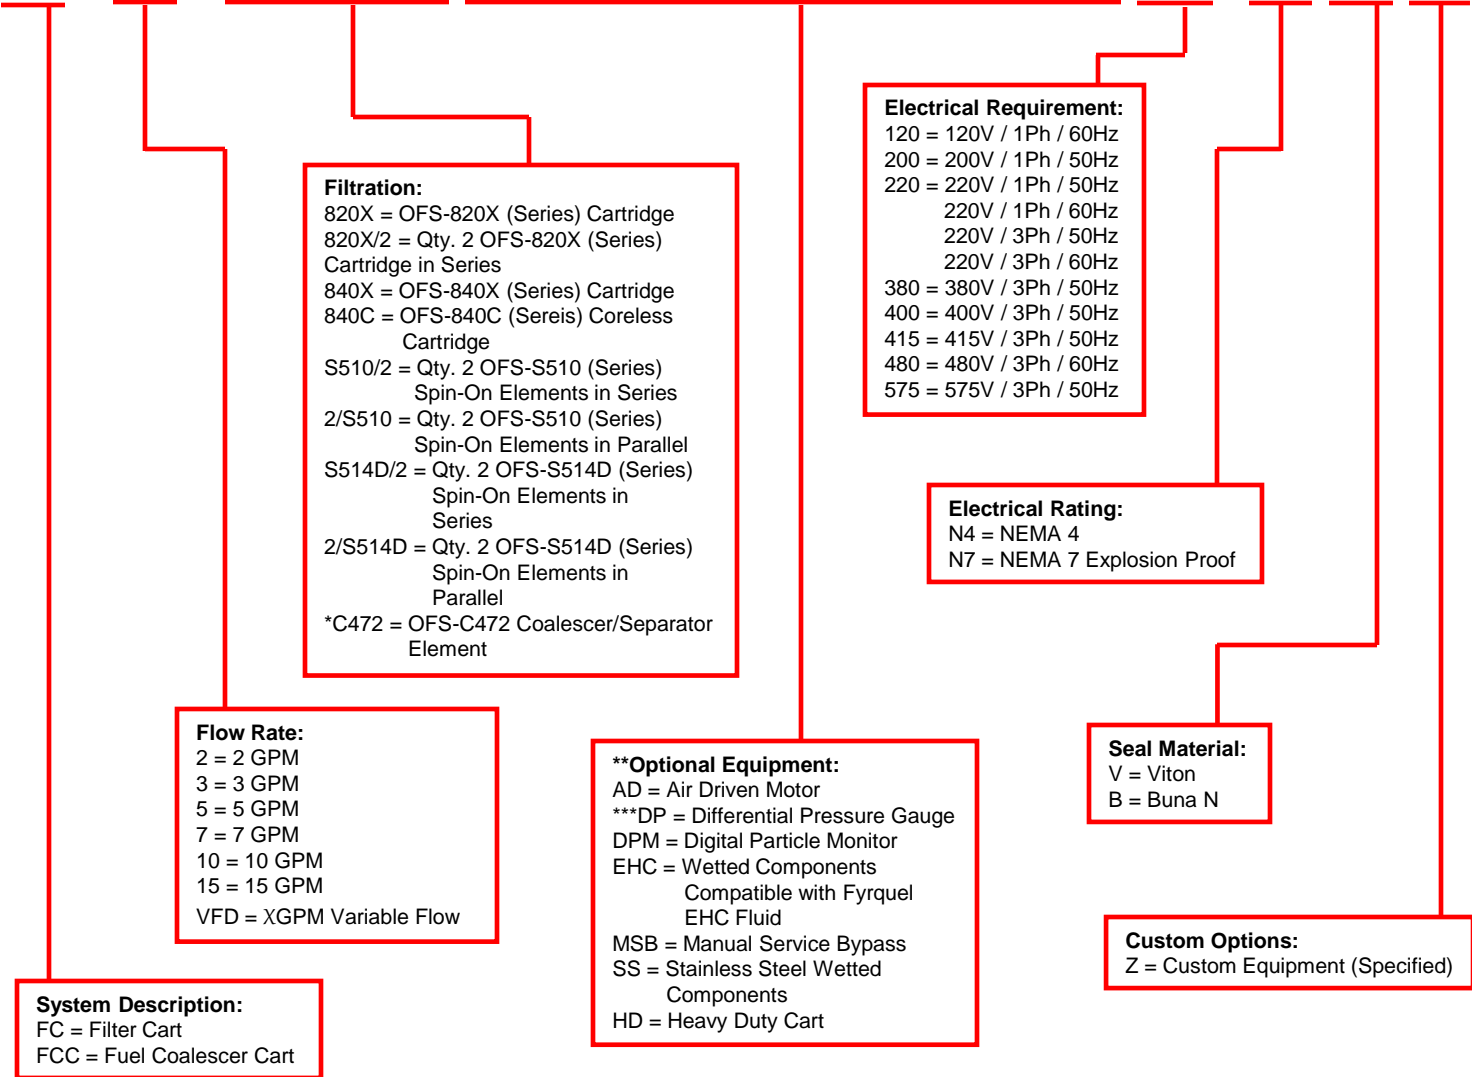 Electrical Requirement:
120 = 120V / 1Ph / 60Hz
200 = 200V / 1Ph / 50Hz
220 = 220V / 1Ph / 50Hz
220V / 1Ph / 60Hz
220V / 3Ph / 50Hz
220V / 3Ph / 60Hz
380 = 380V / 3Ph / 50Hz
400 = 400V / 3Ph / 50Hz
415 = 415V / 3Ph / 50Hz
480 = 480V / 3Ph / 60Hz
575 = 575V / 3Ph / 50Hz
Filtration:
820X = OFS-820X (Series) Cartridge
820X/2 = Qty. 2 OFS-820X (Series)
Cartridge in Series
840X = OFS-840X (Series) Cartridge
840C = OFS-840C (Sereis) Coreless
Cartridge
S510/2 = Qty. 2 OFS-S510 (Series)
Spin-On Elements in Series
2/S510 = Qty. 2 OFS-S510 (Series)
Spin-On Elements in Parallel
S514D/2 = Qty. 2 OFS-S514D (Series)
Spin-On Elements in
Series
2/S514D = Qty. 2 OFS-S514D (Series)
Spin-On Elements in
Parallel
*C472 = OFS-C472 Coalescer/Separator
Element
Electrical Rating:
N4 = NEMA 4
N7 = NEMA 7 Explosion Proof
Flow Rate:
2 = 2 GPM
3 = 3 GPM
5 = 5 GPM
7 = 7 GPM
10 = 10 GPM
15 = 15 GPM
VFD = XGPM Variable Flow
**Optional Equipment:
AD = Air Driven Motor
***DP = Differential Pressure Gauge
DPM = Digital Particle Monitor
EHC = Wetted Components
Compatible with Fyrquel
EHC Fluid
MSB = Manual Service Bypass
SS = Stainless Steel Wetted
Components
HD = Heavy Duty Cart
Seal Material:
V = Viton
B = Buna N
Custom Options:
Z = Custom Equipment (Specified)
System Description:
FC = Filter Cart
FCC = Fuel Coalescer Cart